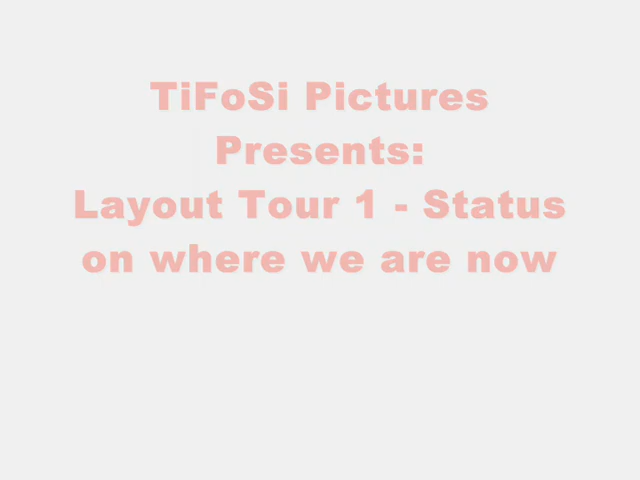 TiFoSi Pictures
Presents:
Layout Tour 1 - Status
on where we are now